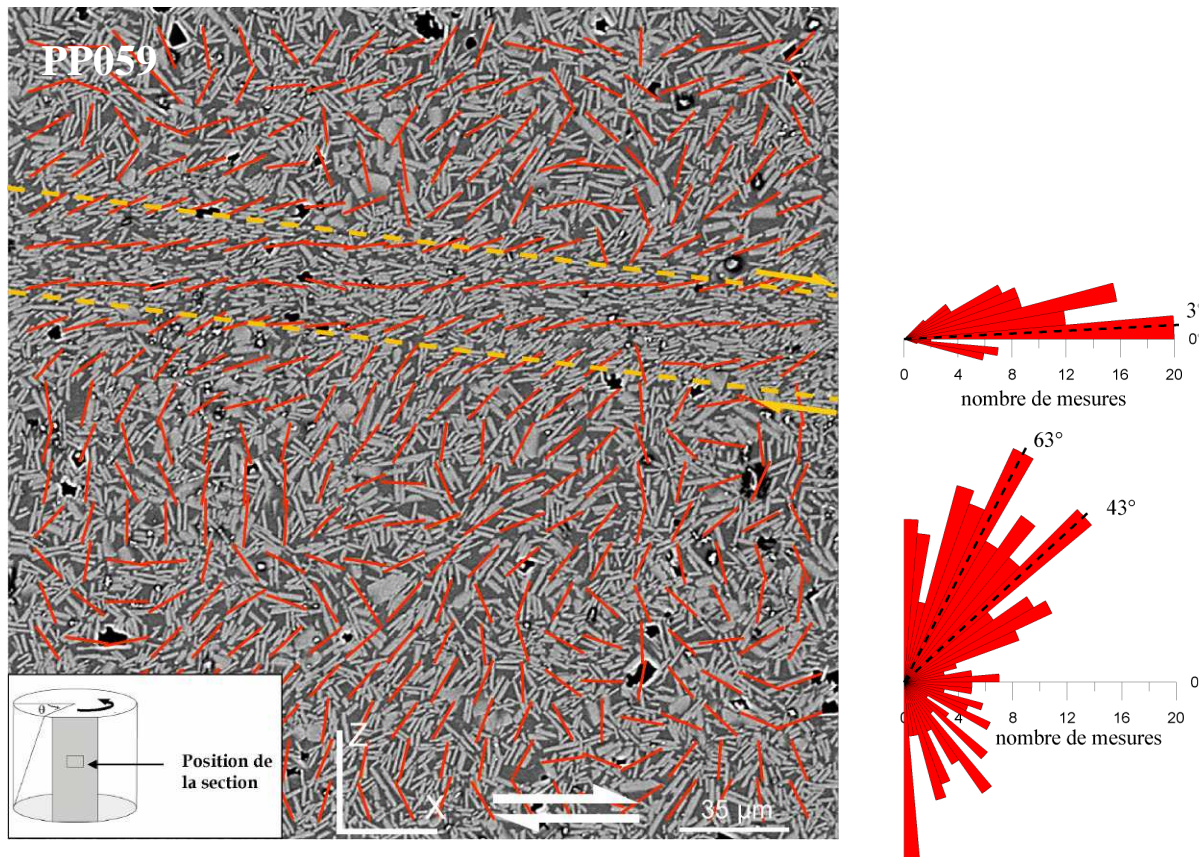 PP059
3°
0°
0 4 8 12 16 20
nombre de mesures
63°
43°
0
0 4 8 12 16 20
nombre de mesures
θ
Position de
la section
Z
X
35 µm